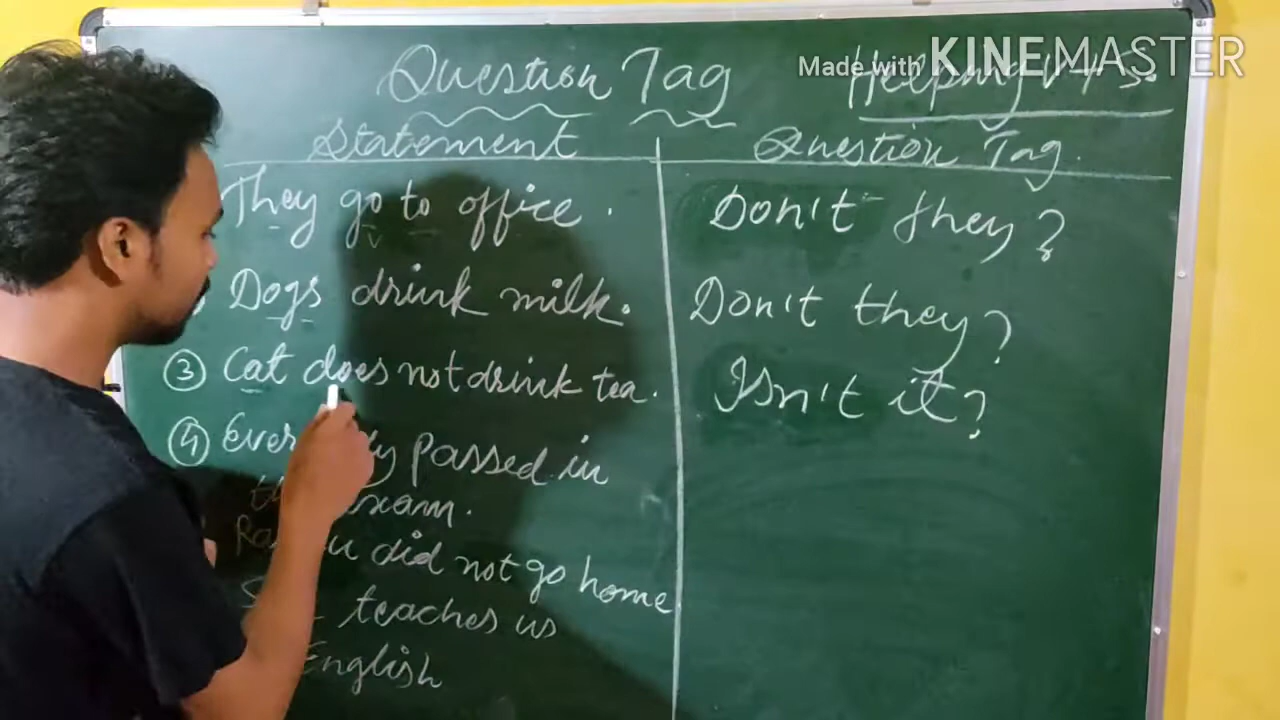 Question Tag
Made with KINEMASTER
Helping V + S.
Statement
Question Tag.
They go to office.
Don't they?
Dogs drink milk.
Don't they?
③ Cat does not drink tea.
Isn't it?
④ passed in
exam.
did not go home
teaches us
English